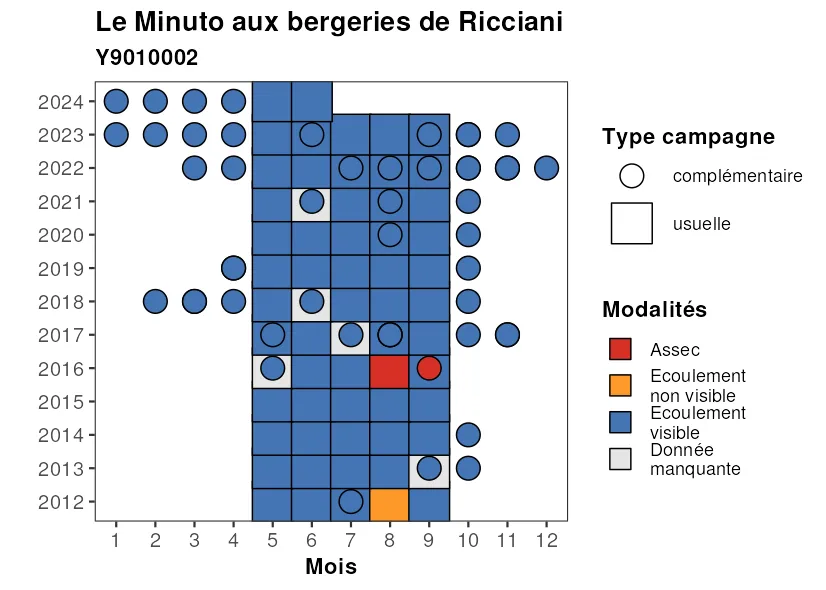 Le Minuto aux bergeries de Ricciani
Y9010002
2024
2023
2022
2021
2020
2019
2018
2017
2016
2015
2014
2013
2012
1 2 3 4 5 6 7 8 9 10 11 12
Mois
Type campagne
complémentaire
usuelle
Modalités
Assec
Ecoulement
non visible
Ecoulement
visible
Donnée
manquante